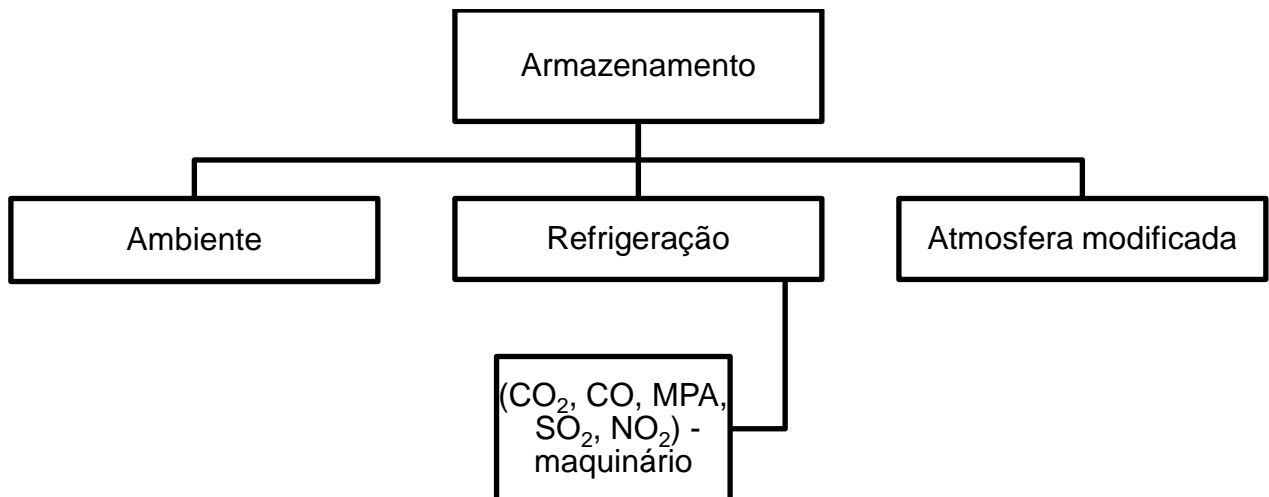 Armazenamento
Ambiente
Refrigeração
Atmosfera modificada
(CO₂, CO, MPA,
SO₂, NO₂) -
maquinário